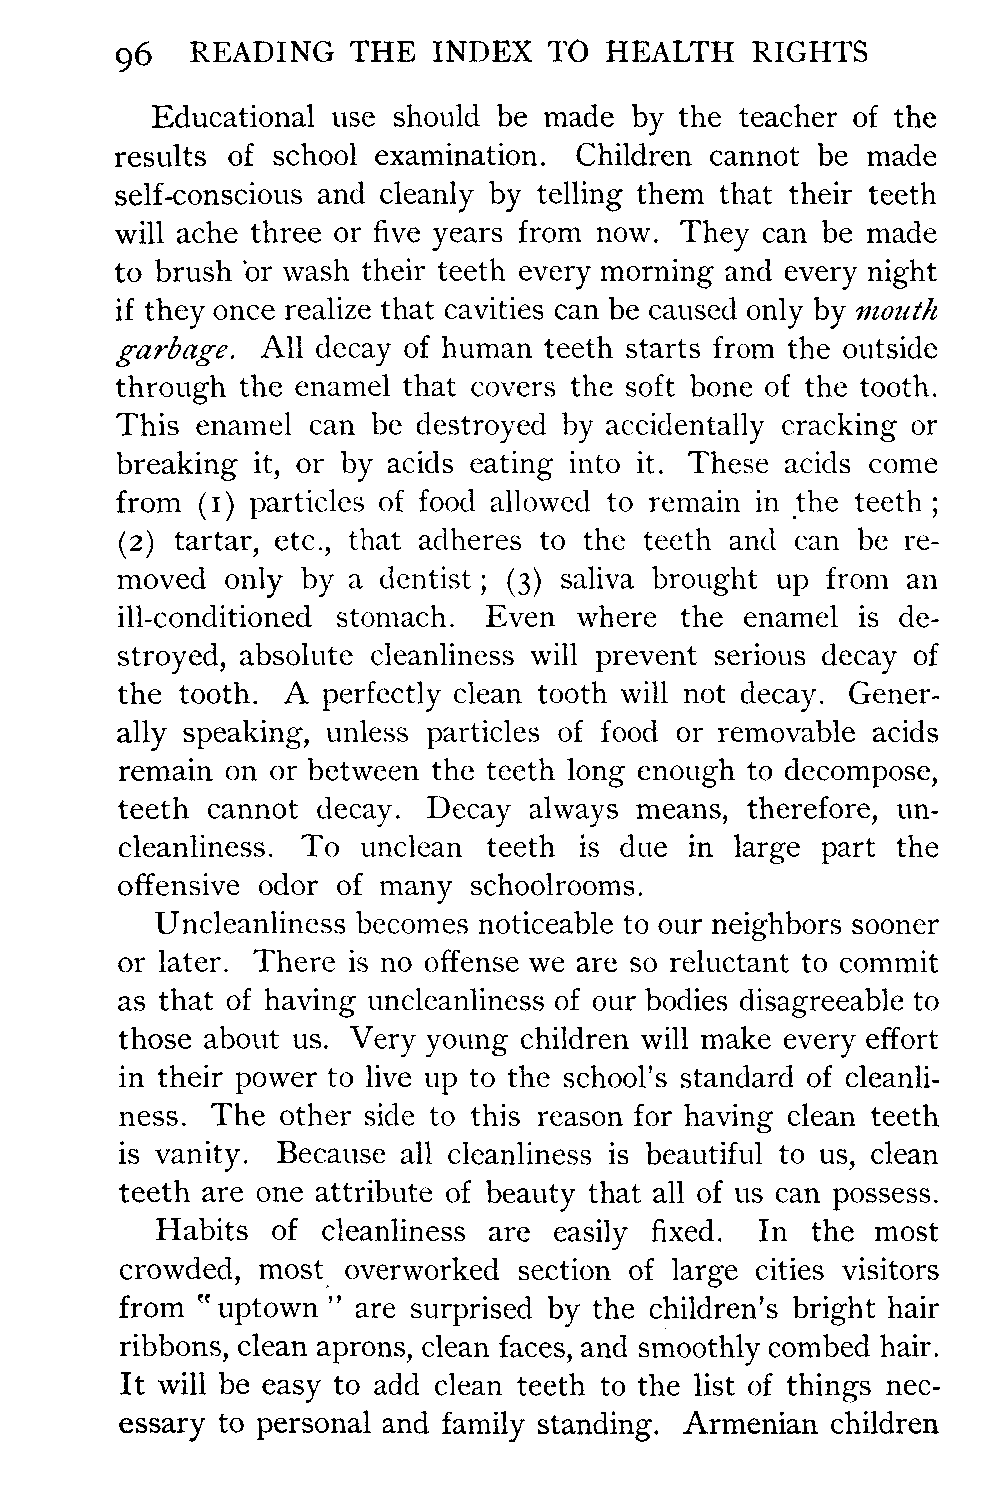 96 READING THE INDEX TO HEALTH RIGHTS
Educational use should be made by the teacher of the
results of school examination. Children cannot be made
self-conscious and cleanly by telling them that their teeth
will ache three or five years from now. They can be made
to brush or wash their teeth every morning and every night
if they once realize that cavities can be caused only by mouth
garbage. All decay of human teeth starts from the outside
through the enamel that covers the soft bone of the tooth.
This enamel can be destroyed by accidentally cracking or
breaking it, or by acids eating into it. These acids come
from (1) particles of food allowed to remain in the teeth ;
(2) tartar, etc., that adheres to the teeth and can be re-
moved only by a dentist ; (3) saliva brought up from an
ill-conditioned stomach. Even where the enamel is de-
stroyed, absolute cleanliness will prevent serious decay of
the tooth. A perfectly clean tooth will not decay. Gener-
ally speaking, unless particles of food or removable acids
remain on or between the teeth long enough to decompose,
teeth cannot decay. Decay always means, therefore, un-
cleanliness. To unclean teeth is due in large part the
offensive odor of many schoolrooms.
Uncleanliness becomes noticeable to our neighbors sooner
or later. There is no offense we are so reluctant to commit
as that of having uncleanliness of our bodies disagreeable to
those about us. Very young children will make every effort
in their power to live up to the school's standard of cleanli-
ness. The other side to this reason for having clean teeth
is vanity. Because all cleanliness is beautiful to us, clean
teeth are one attribute of beauty that all of us can possess.
Habits of cleanliness are easily fixed. In the most
crowded, most overworked section of large cities visitors
from "uptown" are surprised by the children's bright hair
ribbons, clean aprons, clean faces, and smoothly combed hair.
It will be easy to add clean teeth to the list of things nec-
essary to personal and family standing. Armenian children